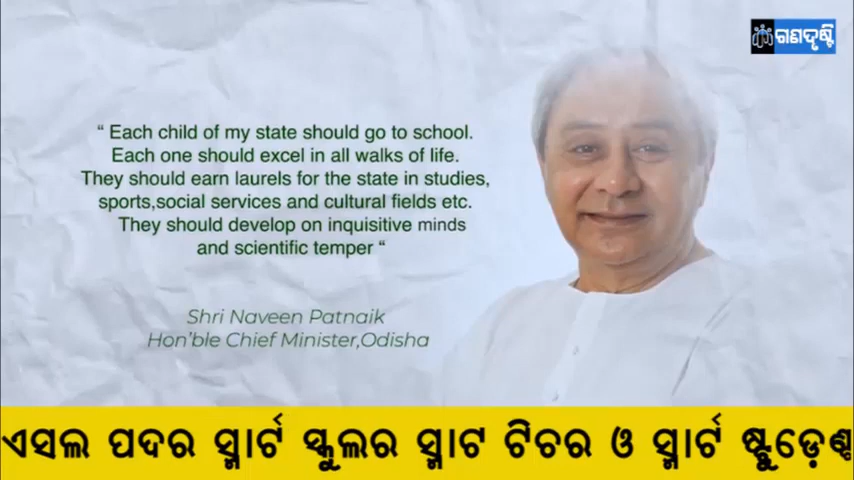 ଗଣଦୃଷ୍ଟି
“ Each child of my state should go to school.
Each one should excel in all walks of life.
They should earn laurels for the state in studies,
sports,social services and cultural fields etc.
They should develop on inquisitive minds
and scientific temper “
Shri Naveen Patnaik
Hon'ble Chief Minister,Odisha
ଏସଲ ପଦର ସ୍ମାର୍ଟ ସ୍କୁଲର ସ୍ମାଟ ଟିଚର ଓ ସ୍ମାର୍ଟ ଷ୍ଟୁଡ଼େଣ୍ଟ